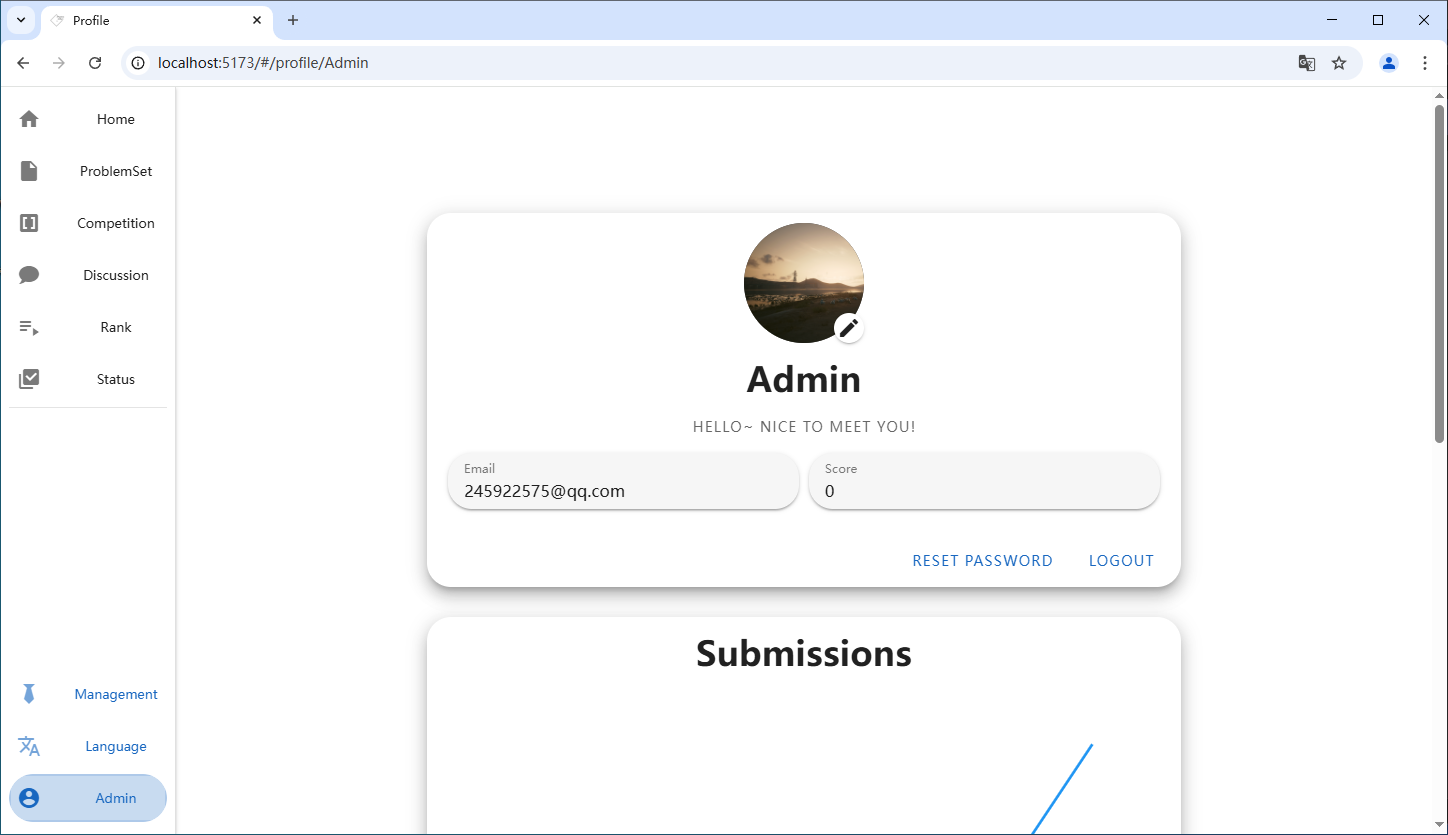 Profile
localhost:5173/#/profile/Admin
Home
ProblemSet
Competition
Discussion
Rank
Status
Management
Language
Admin
Admin
HELLO~ NICE TO MEET YOU!
Email
245922575@qq.com
Score
0
RESET PASSWORD
LOGOUT
Submissions